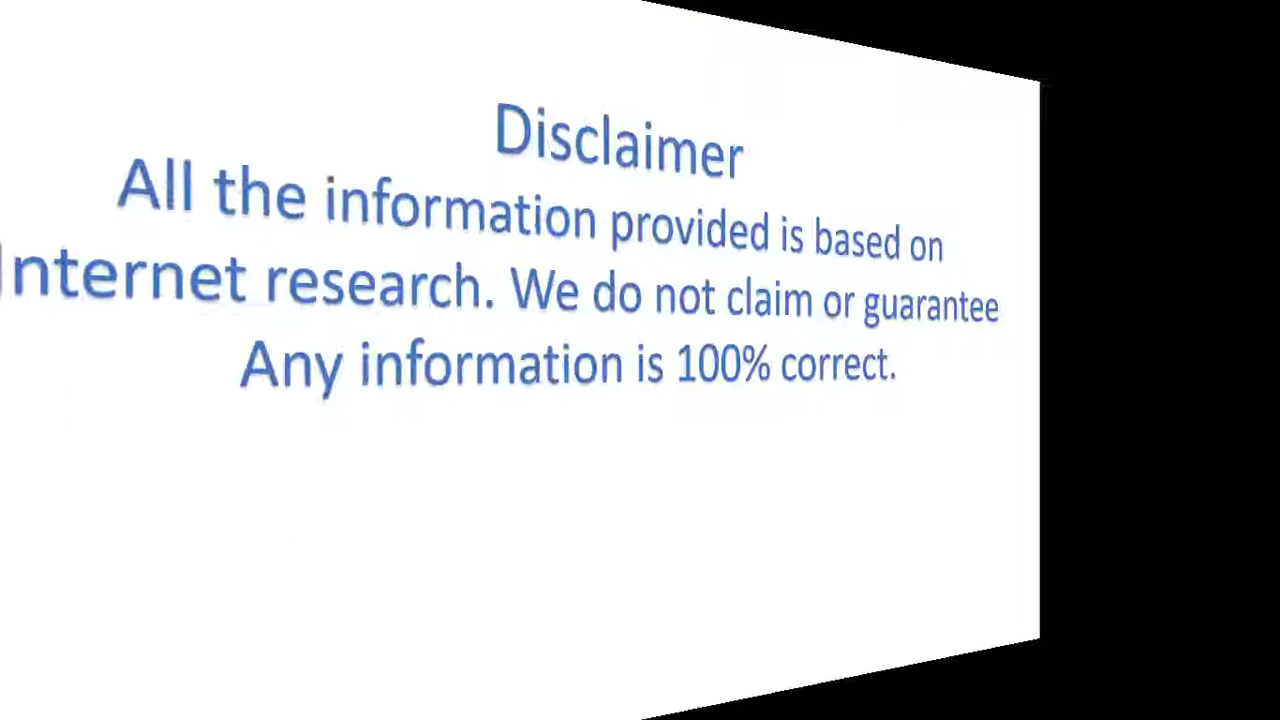 Disclaimer
All the information provided is based on
Internet research. We do not claim or guarantee
Any information is 100% correct.